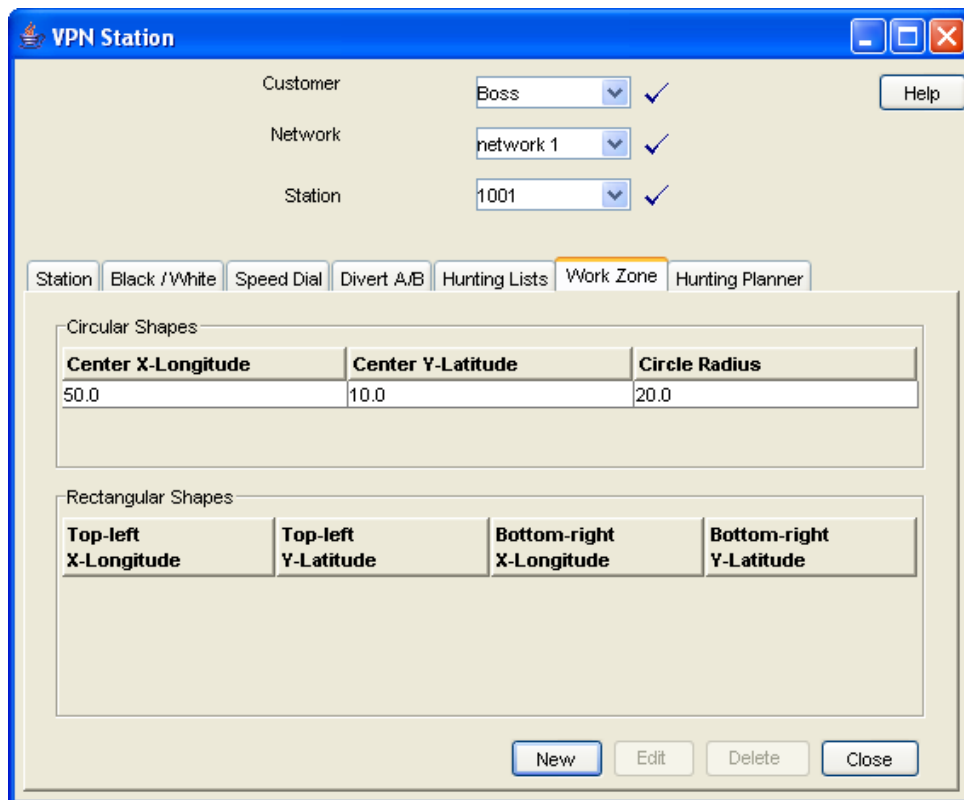 VPN Station
Customer Boss Help
Network network 1
Station 1001
Station Black / White Speed Dial Divert A/B Hunting Lists Work Zone Hunting Planner
Circular Shapes
Center X-Longitude Center Y-Latitude Circle Radius
50.0 10.0 20.0
Rectangular Shapes
Top-left Top-left Bottom-right Bottom-right
X-Longitude Y-Latitude X-Longitude Y-Latitude
New Edit Delete Close